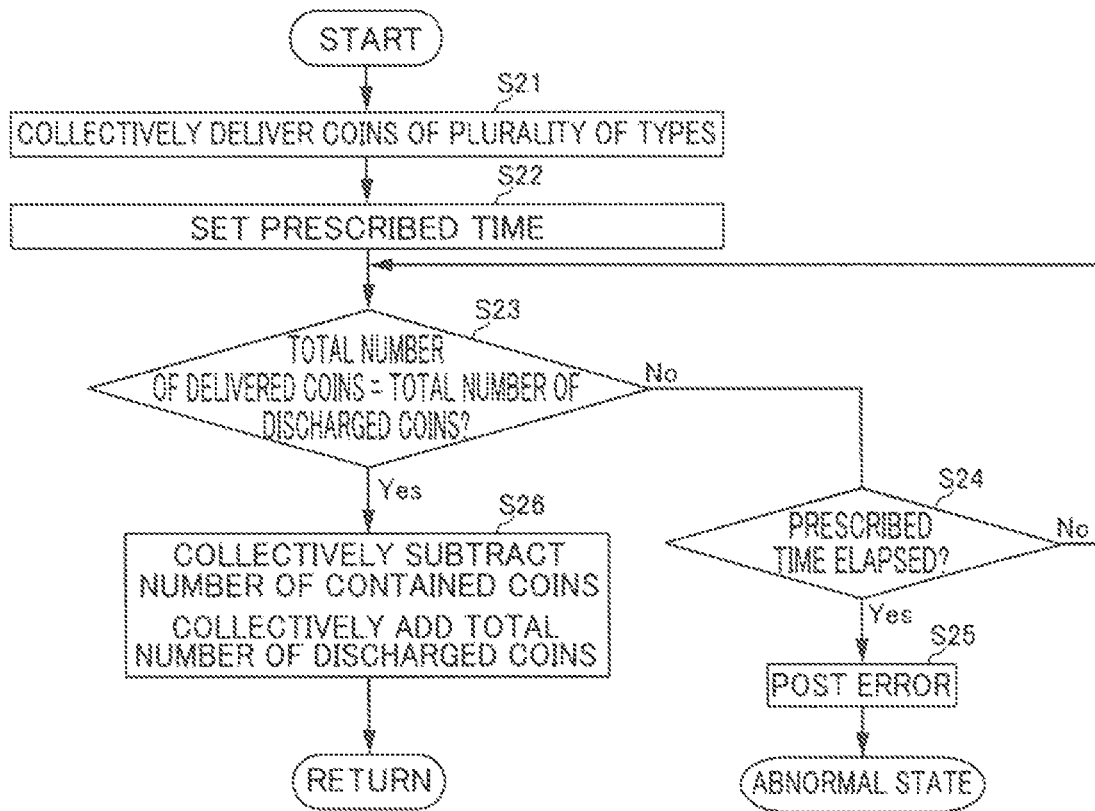 START
S21
COLLECTIVELY DELIVER COINS OF PLURALITY OF TYPES
S22
SET PRESCRIBED TIME
S23
TOTAL NUMBER
OF DELIVERED COINS = TOTAL NUMBER OF
DISCHARGED COINS?
No
Yes
S24
PRESCRIBED
TIME ELAPSED?
No
Yes
S26
COLLECTIVELY SUBTRACT
NUMBER OF CONTAINED COINS
COLLECTIVELY ADD TOTAL
NUMBER OF DISCHARGED COINS
S25
POST ERROR
RETURN
ABNORMAL STATE